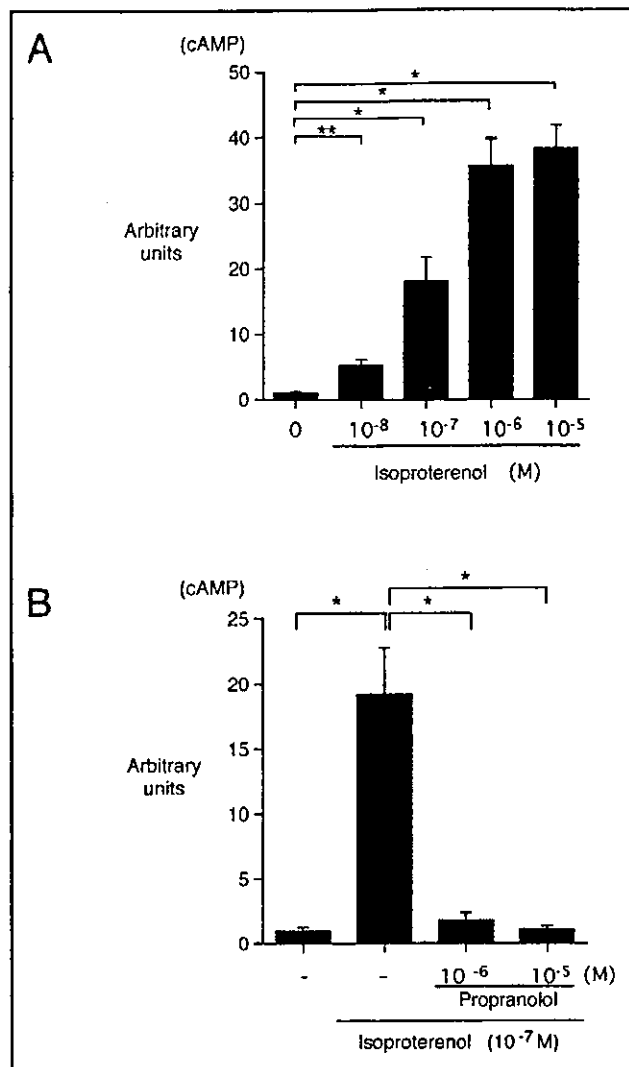 A
(cAMP)
50
40
30
20
10
0
Arbitrary
units
*
*
*
**
0 10-8 10-7 10-6 10-5
Isoproterenol (M)
B
(cAMP)
25
20
15
10
5
0
Arbitrary
units
*
* *
- - 10-6 10-5 (M)
Propranolol
Isoproterenol (10-7M)